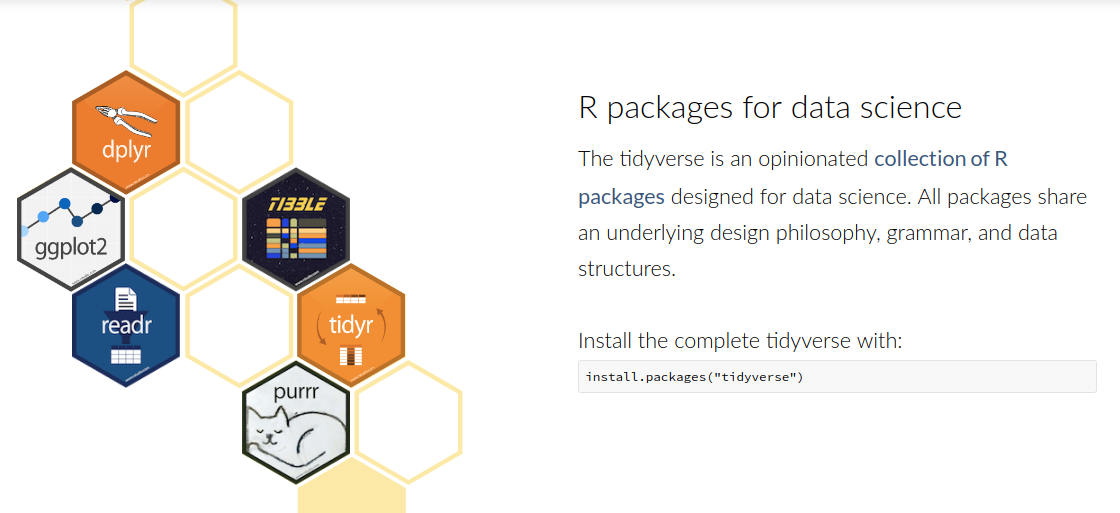 dplyr
ggplot2
TIBBLE
readr
tidyr
purrr
R packages for data science
The tidyverse is an opinionated collection of R
packages designed for data science. All packages share
an underlying design philosophy, grammar, and data
structures.
Install the complete tidyverse with:
install.packages("tidyverse")